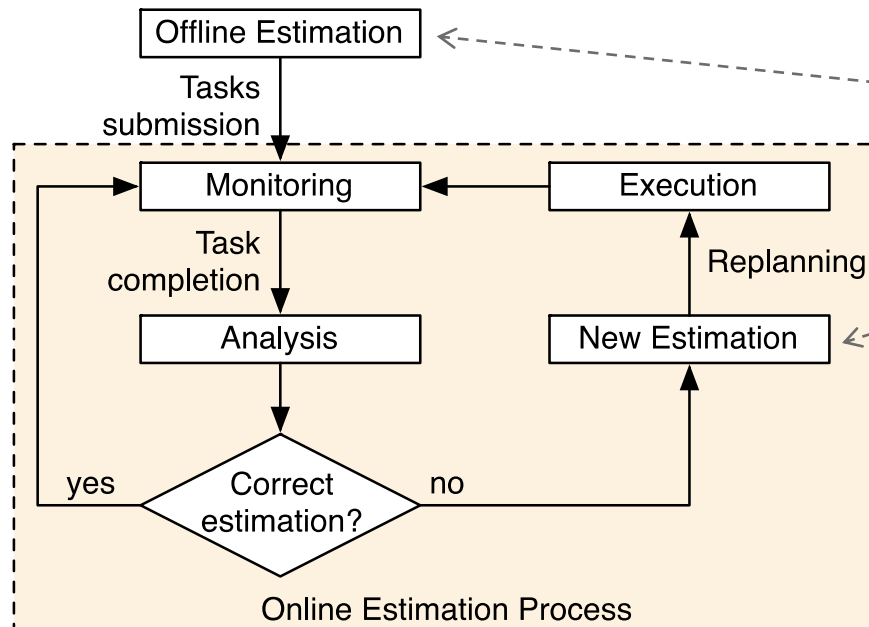 Offline Estimation
Tasks
submission
Monitoring
Execution
Task
completion
Replanning
Analysis
New Estimation
yes
Correct
estimation?
no
Online Estimation Process